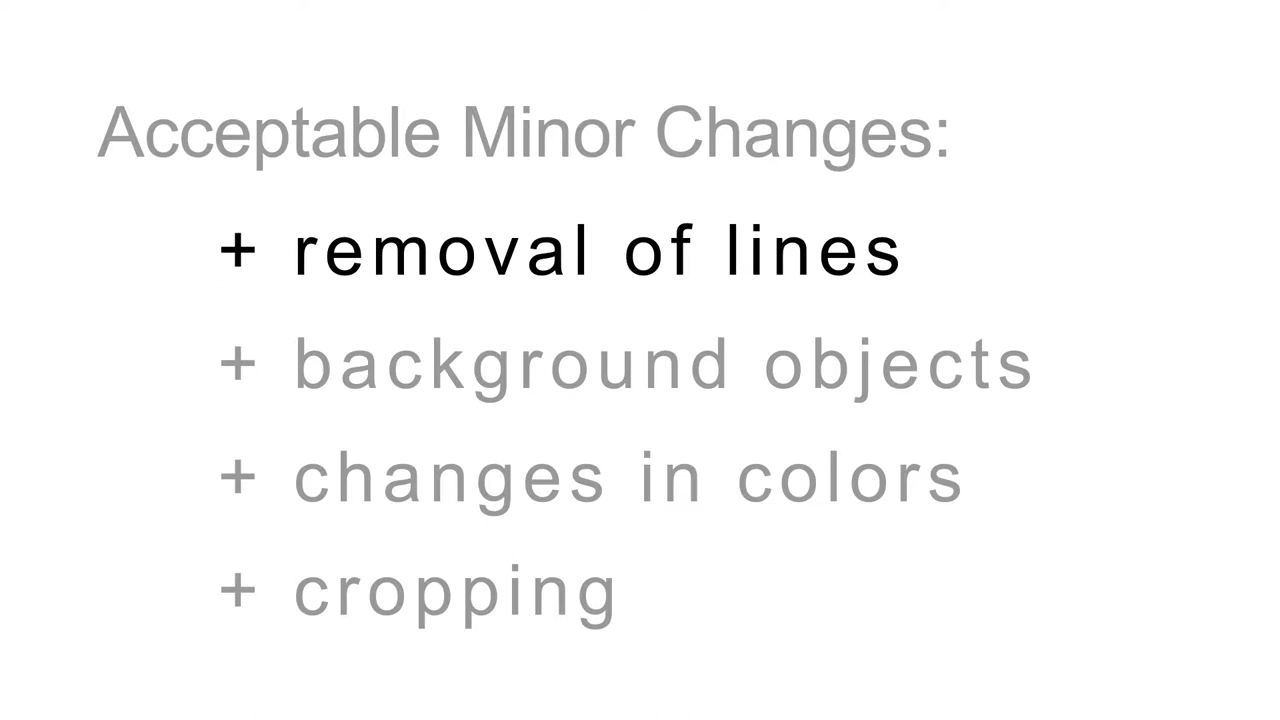 Acceptable Minor Changes:
+ removal of lines
+ background objects
+ changes in colors
+ cropping